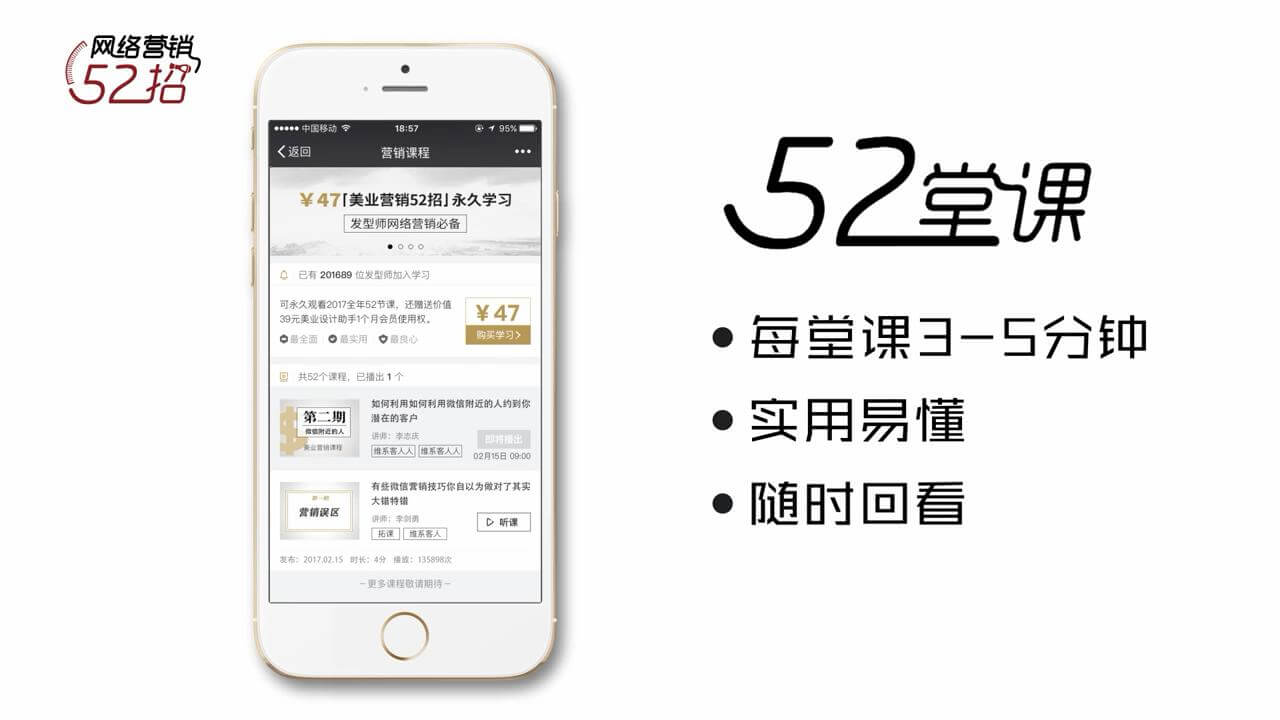 网络营销
52招
中国移动
18:57
95%
返回
营销课程
¥47「美业营销52招」永久学习
发型师网络营销必备
已有 201689 位发型师加入学习
可永久观看2017全年52节课，还赠送价值
39元美业设计助手1个月会员使用权。
最全面
最实用
最良心
¥47
购买学习
共52个课程，已播出 1 个
第二期
微信附近的人
美业营销课程
如何利用如何利用微信附近的人约到你
潜在的客户
讲师：李志庆
维系客人人
维系客人人
即将播出
02月15日 09:00
第一期
营销误区
有些微信营销技巧你自以为做对了其实
大错特错
讲师：李剑勇
拓课
维系客人
听课
发布：2017.02.15 时长：4分 播放：135898次
－更多课程敬请期待－
52堂课
每堂课3-5分钟
实用易懂
随时回看